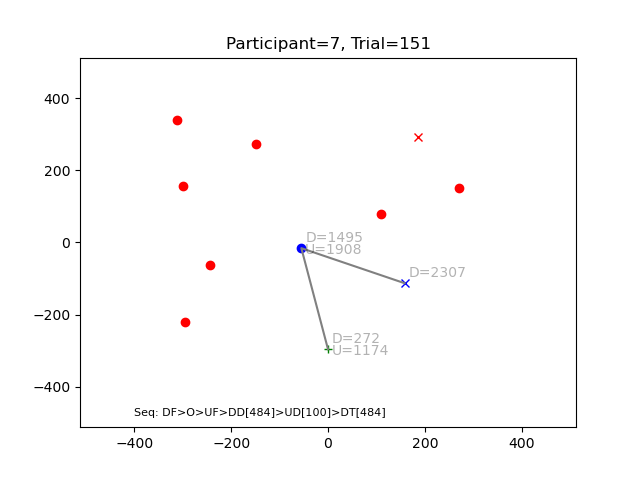 Participant=7, Trial=151
400
200
0
−200
−400
D=1495
U=1908
D=2307
D=272
U=1174
Seq: DF>O>UF>DD[484]>UD[100]>DT[484]
−400
−200
0
200
400